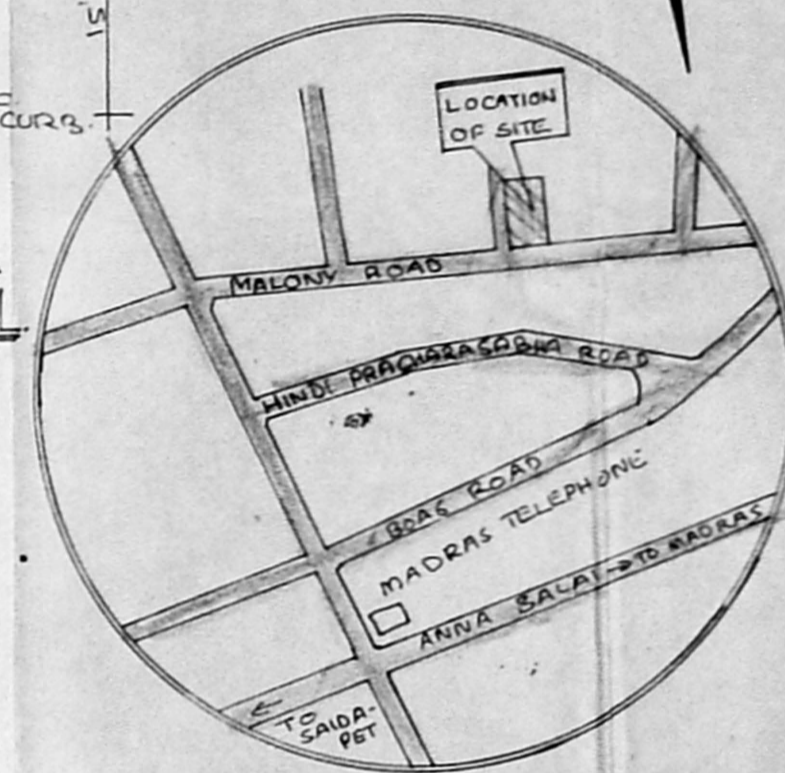 CURB.
LOCATION
OF SITE
MALONY ROAD
HINDI PRACHARASABHA ROAD
BOAG ROAD
MADRAS TELEPHONE
ANNA SALAI → TO MADRAS
←
TO
SAIDA-
PET